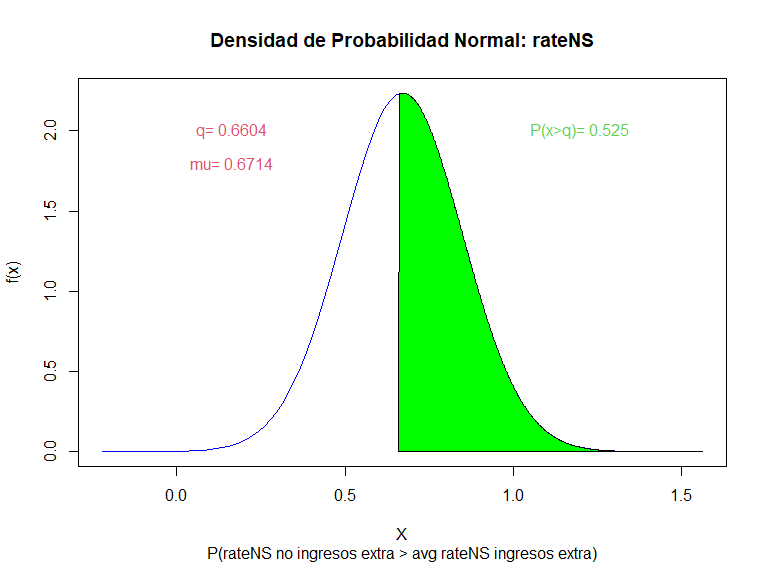 Densidad de Probabilidad Normal: rateNS
q= 0.6604
P(x>q)= 0.525
mu= 0.6714
f(x)
2.0
1.5
1.0
0.5
0.0
0.0 0.5 1.0 1.5
X
P(rateNS no ingresos extra > avg rateNS ingresos extra)